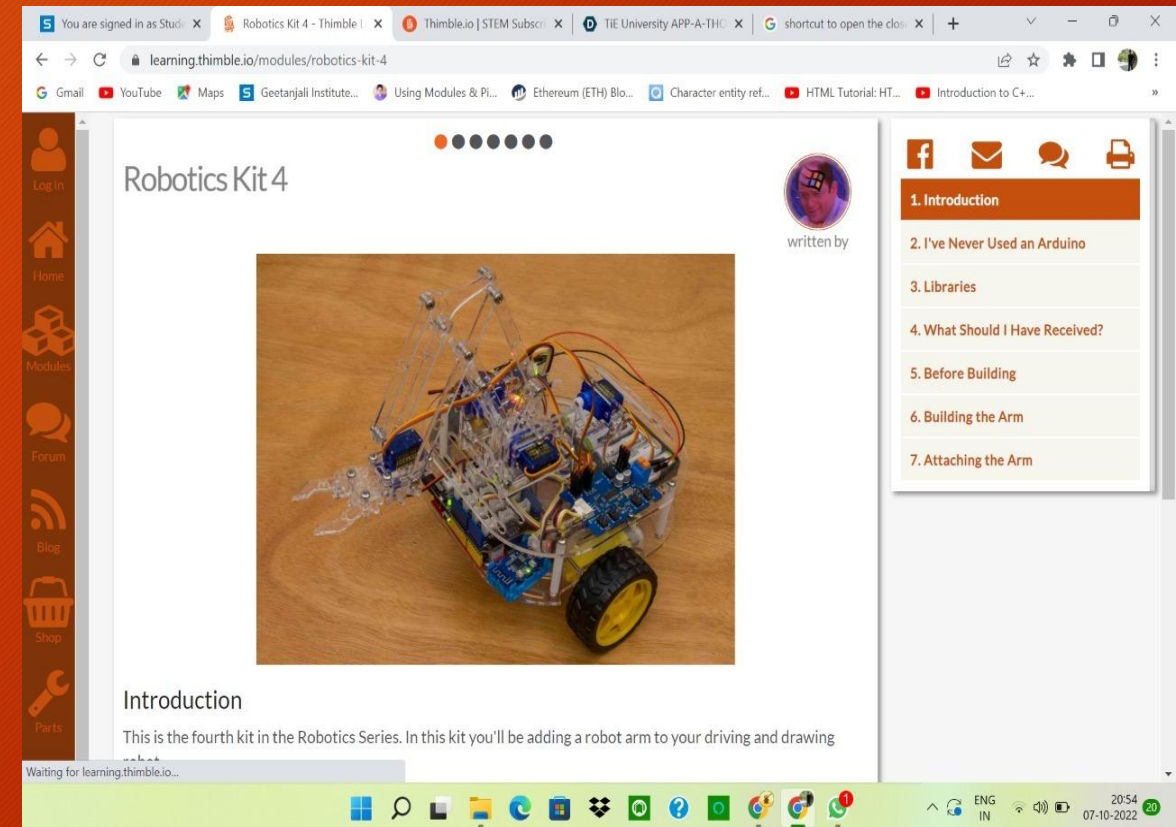 You are signed in as Stude
Robotics Kit 4 - Thimble L
Thimble.io | STEM Subscri
TiE University APP-A-THO
shortcut to open the clos
learning.thimble.io/modules/robotics-kit-4
Gmail
YouTube
Maps
Geetanjali Institute...
Using Modules & Pi...
Ethereum (ETH) Blo...
Character entity ref...
HTML Tutorial: HT...
Introduction to C+...
Log in
Home
Modules
Forum
Blog
Shop
Parts
Robotics Kit 4
written by
Introduction
This is the fourth kit in the Robotics Series. In this kit you'll be adding a robot arm to your driving and drawing
robot
1. Introduction
2. I've Never Used an Arduino
3. Libraries
4. What Should I Have Received?
5. Before Building
6. Building the Arm
7. Attaching the Arm
Waiting for learning.thimble.io...
1
ENG
IN
20:54
07-10-2022
20